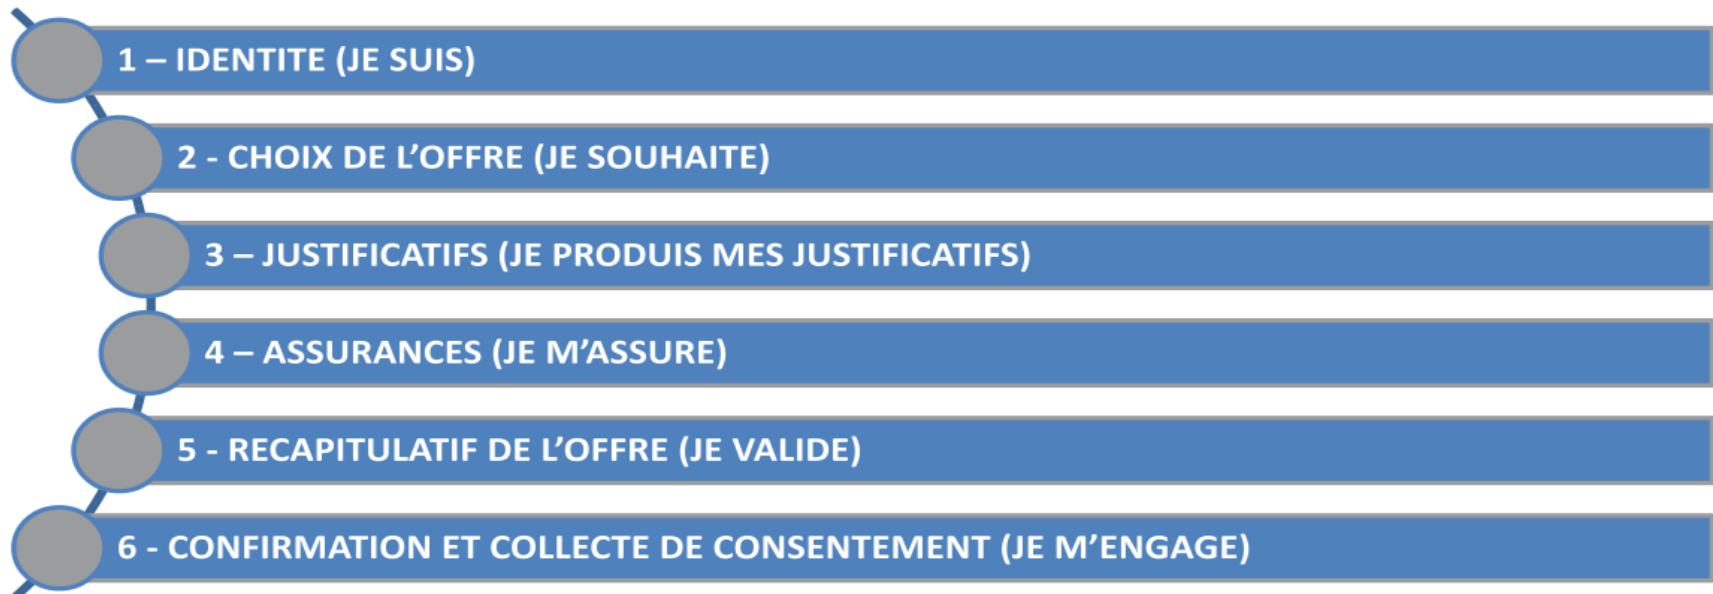 1 – IDENTITE (JE SUIS)
2 - CHOIX DE L’OFFRE (JE SOUHAITE)
3 – JUSTIFICATIFS (JE PRODUIS MES JUSTIFICATIFS)
4 – ASSURANCES (JE M’ASSURE)
5 - RECAPITULATIF DE L’OFFRE (JE VALIDE)
6 - CONFIRMATION ET COLLECTE DE CONSENTEMENT (JE M’ENGAGE)